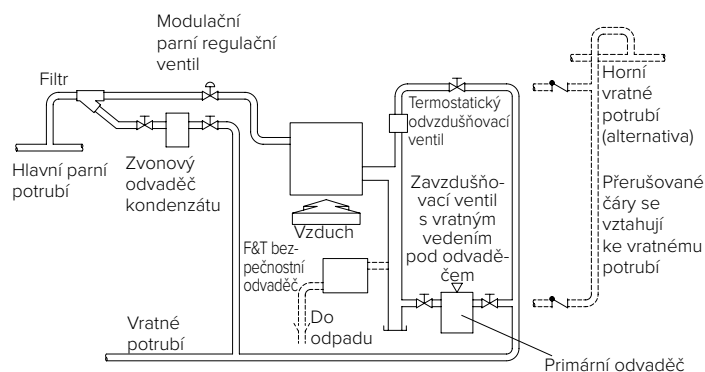 Modulační
parní regulační
ventil
Filtr
Hlavní parní
potrubí
Zvonový
odvaděč
kondenzátu
Vzduch
Termostatický
odvzdušňovací
ventil
Horní
vratné
potrubí
(alternativa)
Zavzdušňo-
vací ventil
s vratným
vedením
pod odvadě-
čem
Přerušované
čáry se
vztahují
ke vratnému
potrubí
F&T bez-
pečnostní
odvaděč
Do
odpadu
Vratné
potrubí
Primární odvaděč